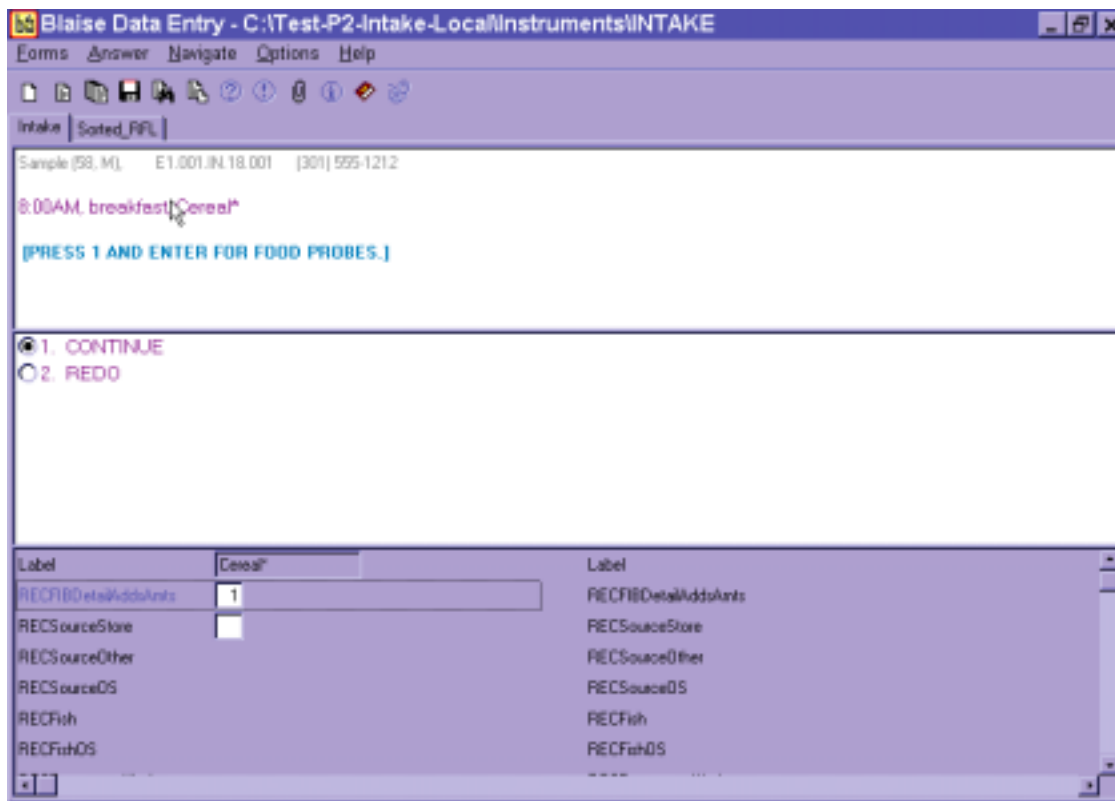 Blaise Data Entry - C:\Test-P2-Intake-Local\Instruments\INTAKE
Forms Answer Navigate Options Help
Intake Sorted_RFL
Sample (58, M), E1.001.IN.18.001 (301) 555-1212
8:00AM, breakfast, Cereal*
[PRESS 1 AND ENTER FOR FOOD PROBES.]
1. CONTINUE
2. REDO
Label Cereal* Label
RECFIBDetailAddsAmts 1 RECFIBDetailAddsAmts
RECSourceStore RECSourceStore
RECSourceOther RECSourceOther
RECSourceOS RECSourceOS
RECFish RECFish
RECFishOS RECFishOS